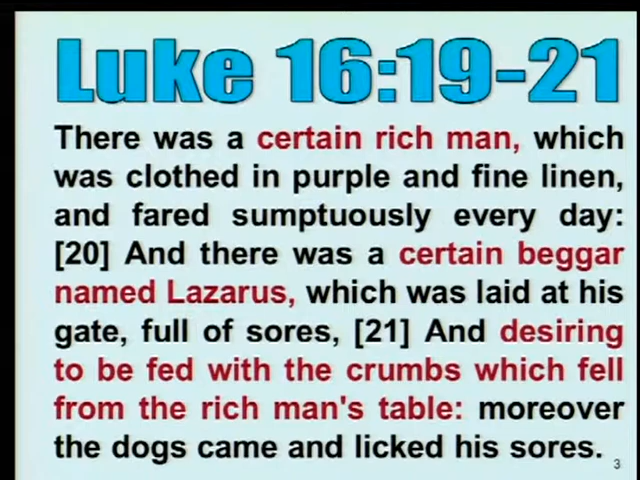 Luke 16:19-21
There was a certain rich man, which
was clothed in purple and fine linen,
and fared sumptuously every day:
[20] And there was a certain beggar
named Lazarus, which was laid at his
gate, full of sores, [21] And desiring
to be fed with the crumbs which fell
from the rich man's table: moreover
the dogs came and licked his sores.
3